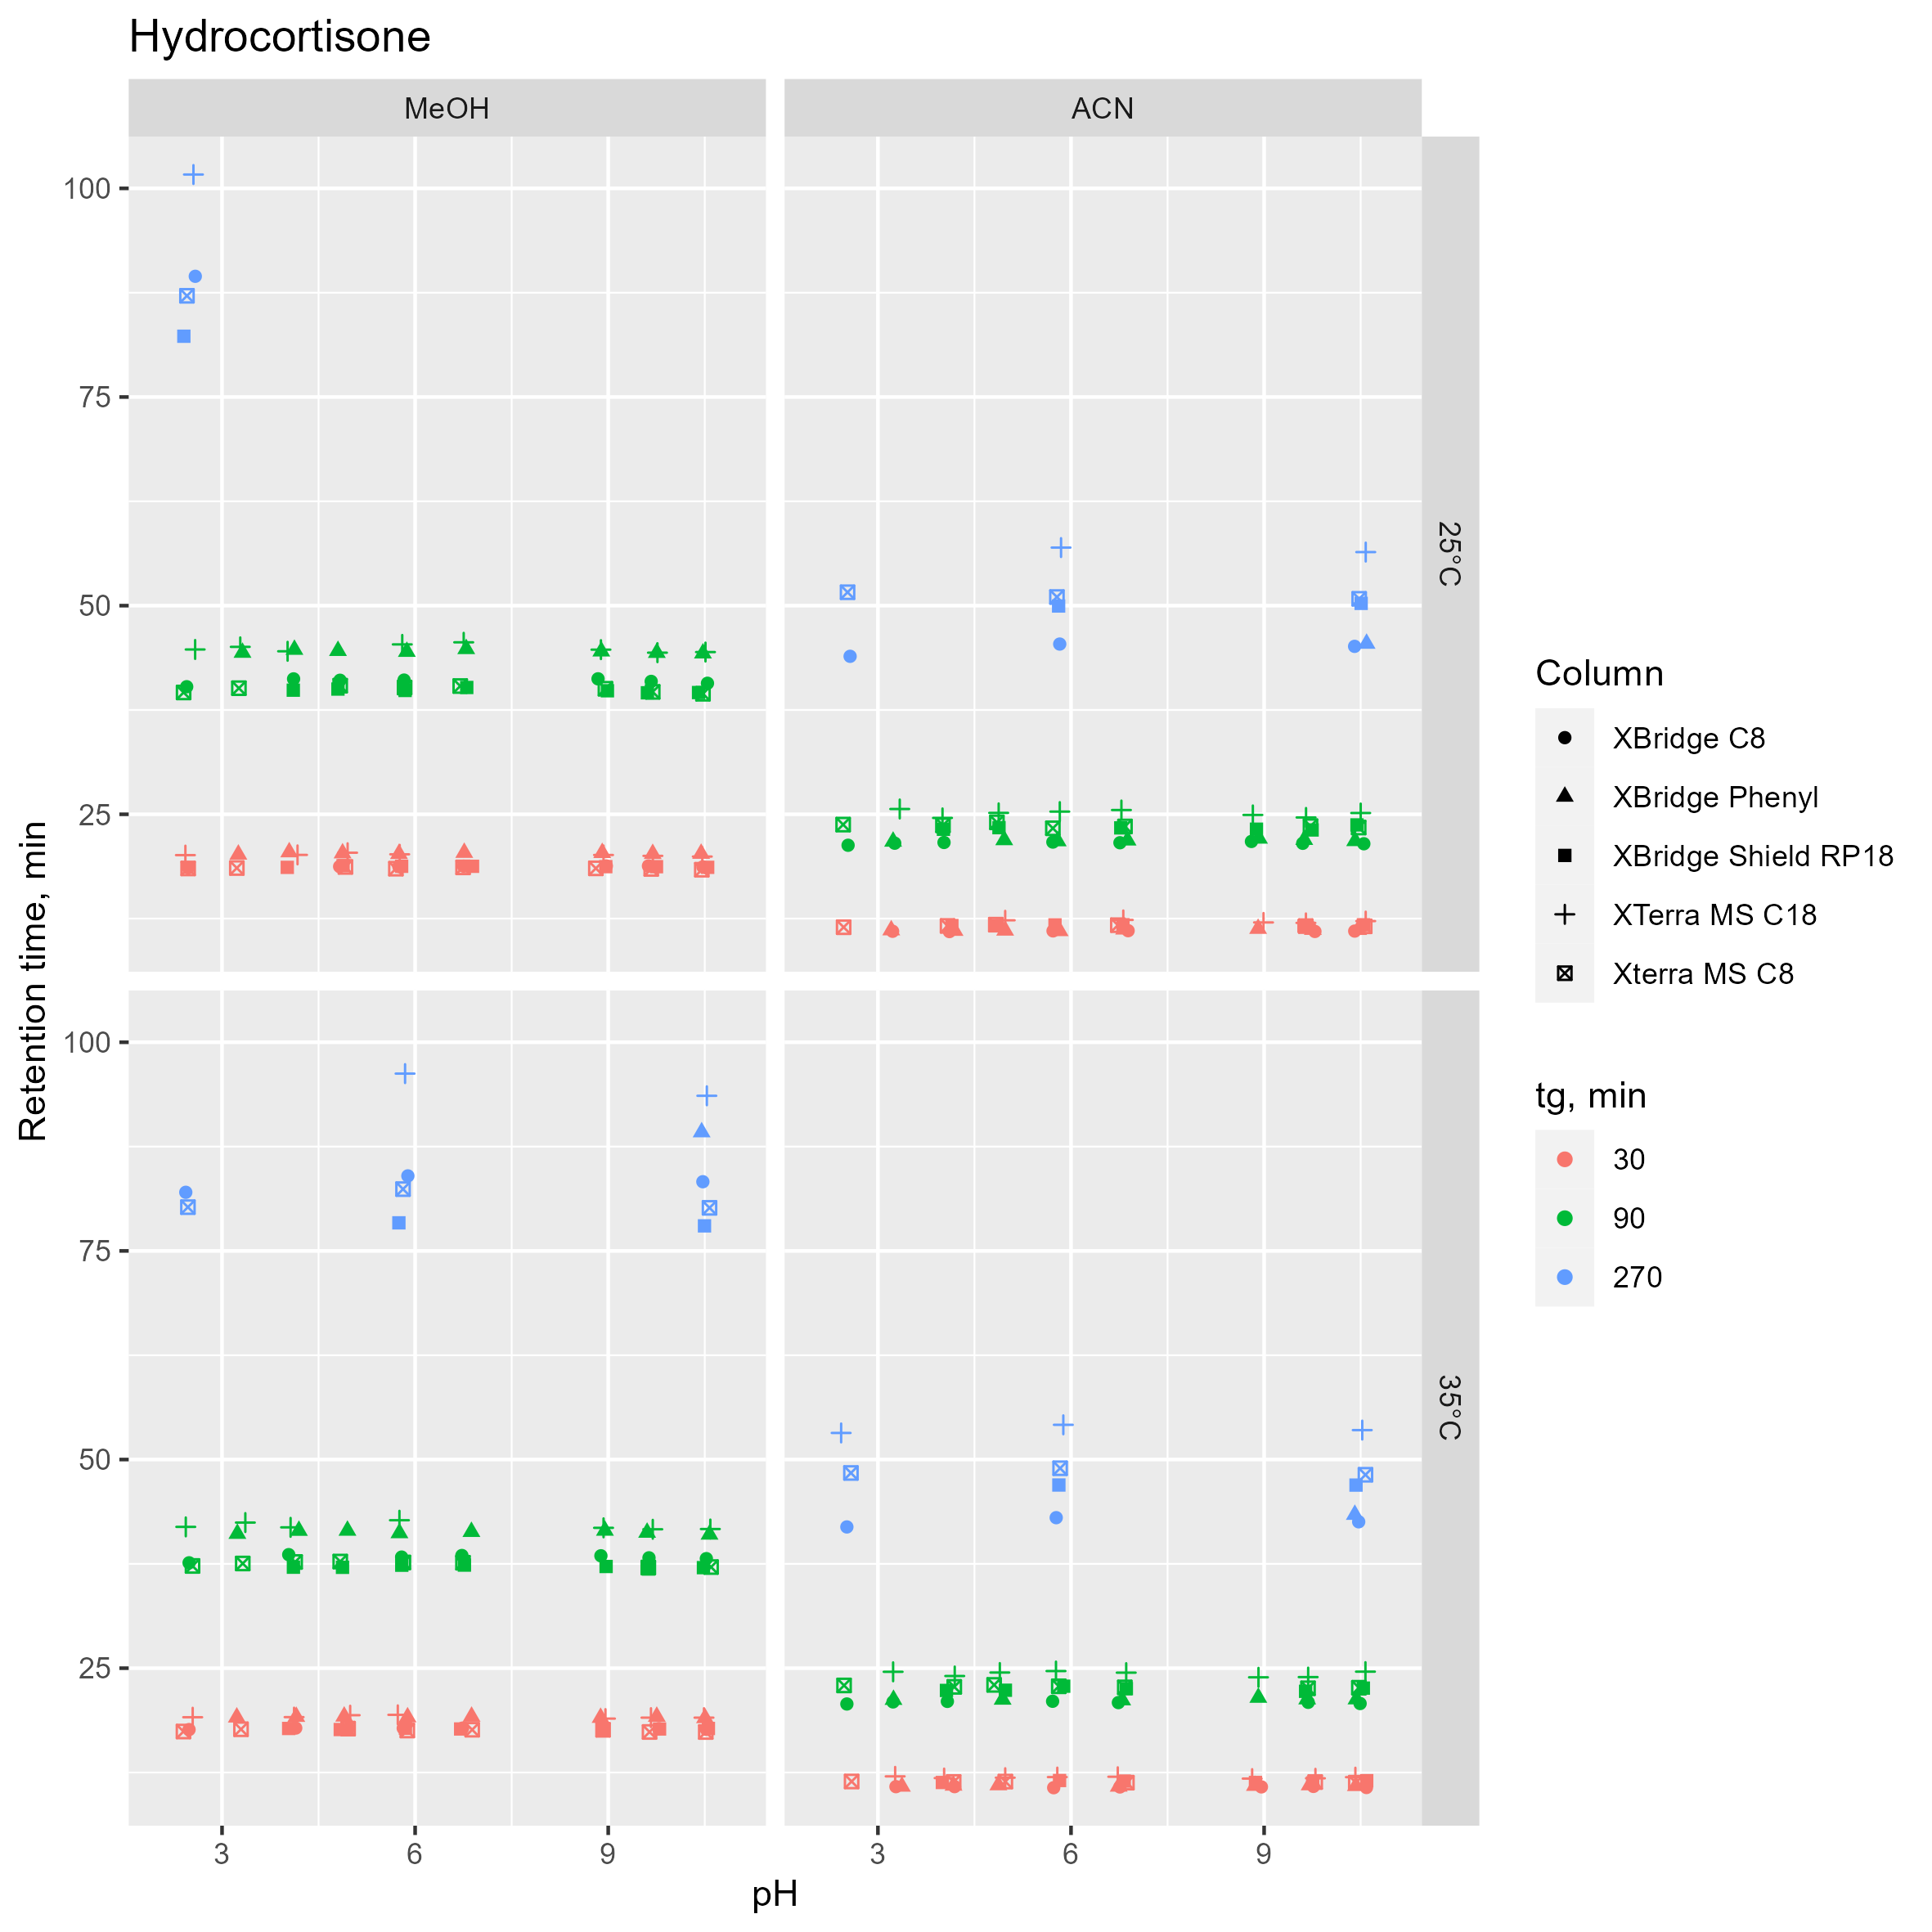 Hydrocortisone
MeOH
ACN
100
75
50
25
25°C
100
75
50
25
35°C
3
6
9
3
6
9
pH
Retention time, min
Column
XBridge C8
XBridge Phenyl
XBridge Shield RP18
XTerra MS C18
Xterra MS C8
tg, min
30
90
270